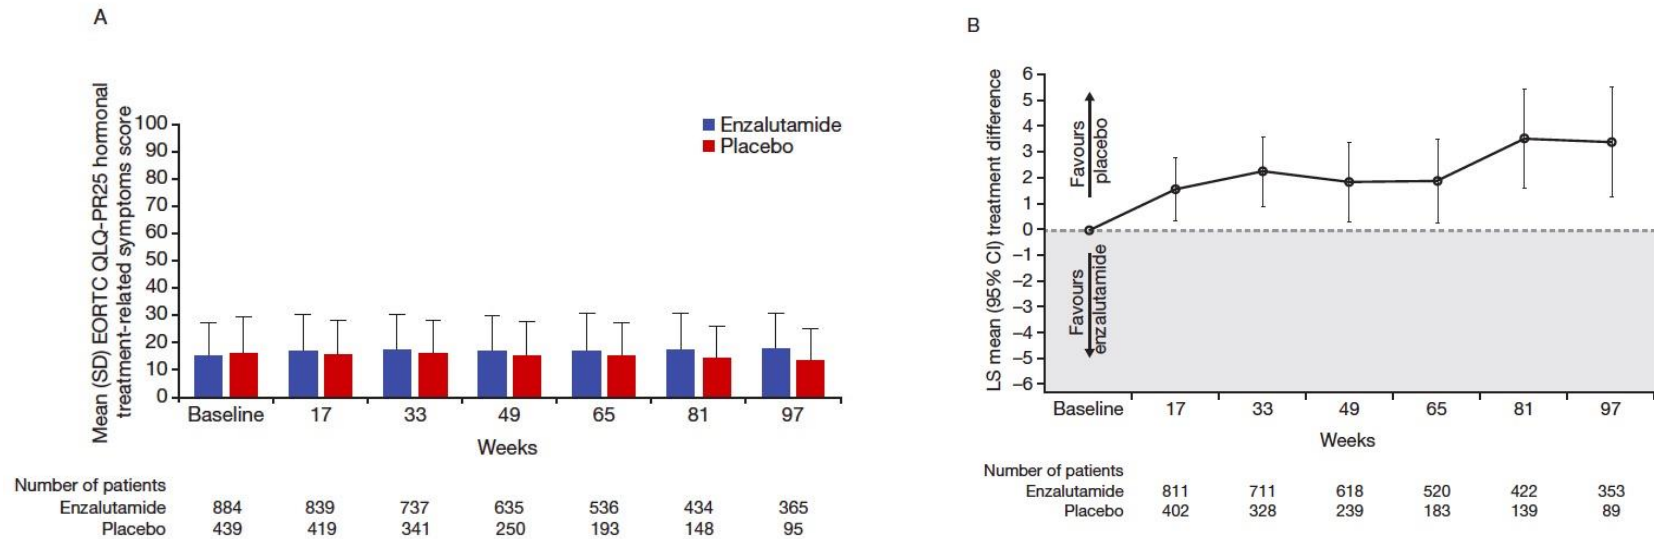 A
Mean (SD) EORTC QLQ-PR25 hormonal
treatment-related symptoms score
100
90
80
70
60
50
40
30
20
10
0
Enzalutamide
Placebo
Baseline 17 33 49 65 81 97
Weeks
Number of patients
Enzalutamide 884 839 737 635 536 434 365
Placebo 439 419 341 250 193 148 95
B
LS mean (95% CI) treatment difference
6
5
4
3
2
1
0
–1
–2
–3
–4
–5
–6
Favours
placebo
Favours
enzalutamide
Baseline 17 33 49 65 81 97
Weeks
Number of patients
Enzalutamide 811 711 618 520 422 353
Placebo 402 328 239 183 139 89